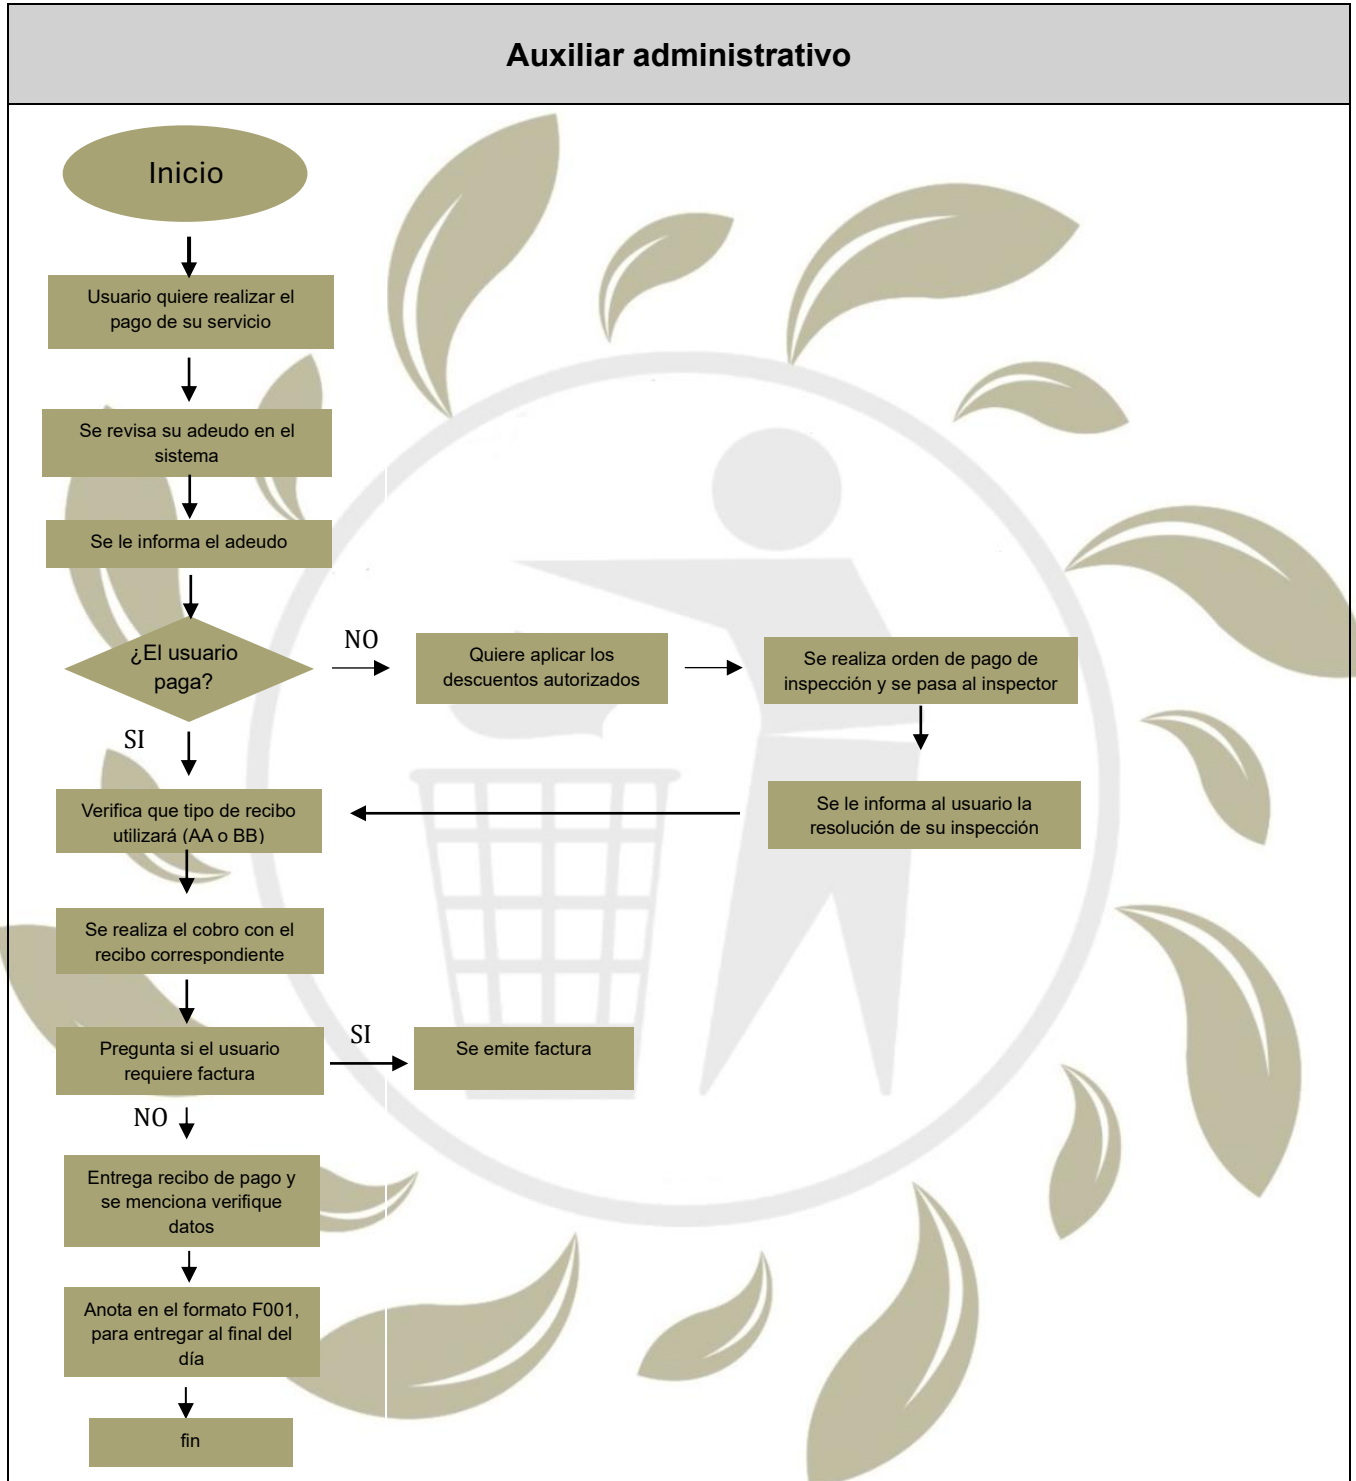 Auxiliar administrativo
Inicio
Usuario quiere realizar el
pago de su servicio
Se revisa su adeudo en el
sistema
Se le informa el adeudo
¿El usuario
paga?
NO
Quiere aplicar los
descuentos autorizados
Se realiza orden de pago de
inspección y se pasa al inspector
SI
Se le informa al usuario la
resolución de su inspección
Verifica que tipo de recibo
utilizará (AA o BB)
Se realiza el cobro con el
recibo correspondiente
Pregunta si el usuario
requiere factura
SI
Se emite factura
NO
Entrega recibo de pago y
se menciona verifique
datos
Anota en el formato F001,
para entregar al final del
día
fin